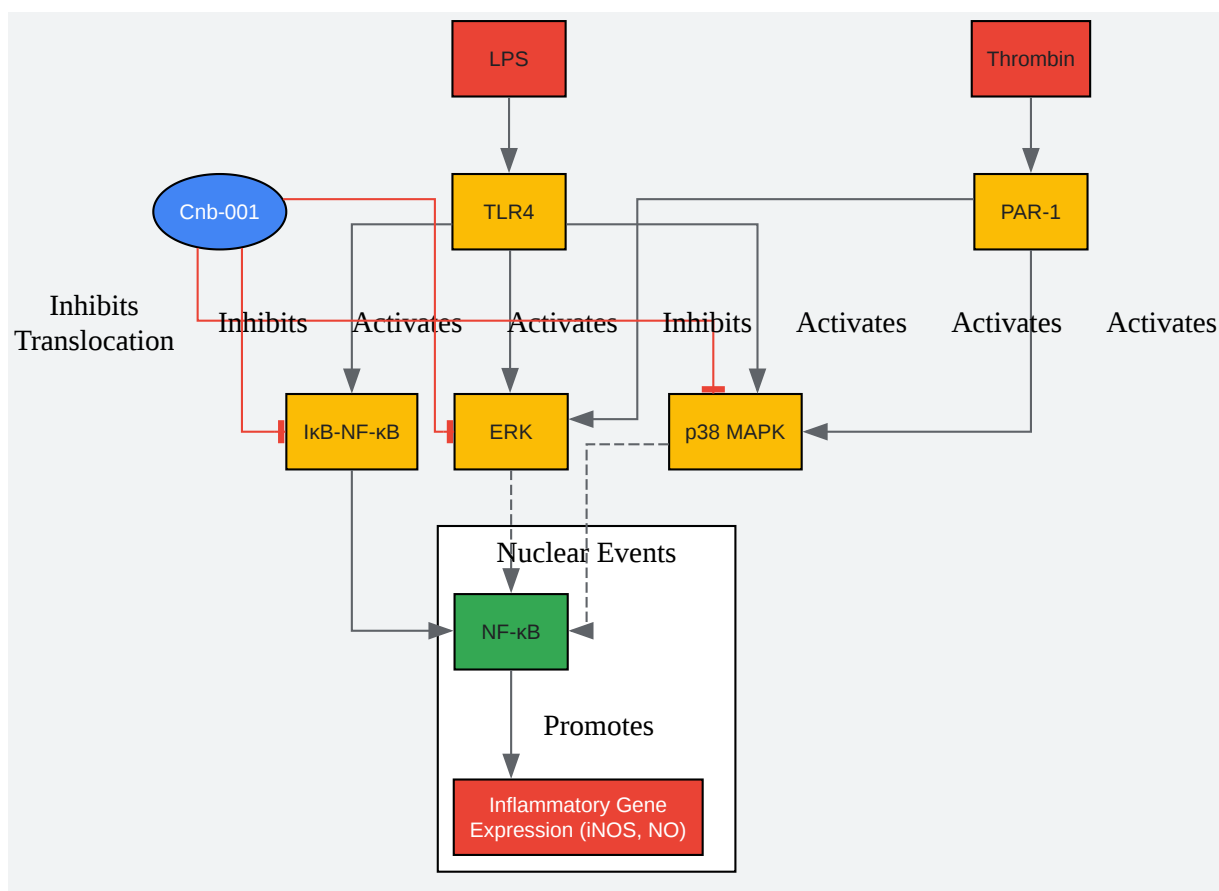 LPS
Thrombin
Cnb-001
TLR4
PAR-1
Inhibits
Translocation
Inhibits
Activates
Activates
Inhibits
Activates
Activates
Activates
IκB-NF-κB
ERK
p38 MAPK
Nuclear Events
NF-κB
Promotes
Inflammatory Gene
Expression (iNOS, NO)